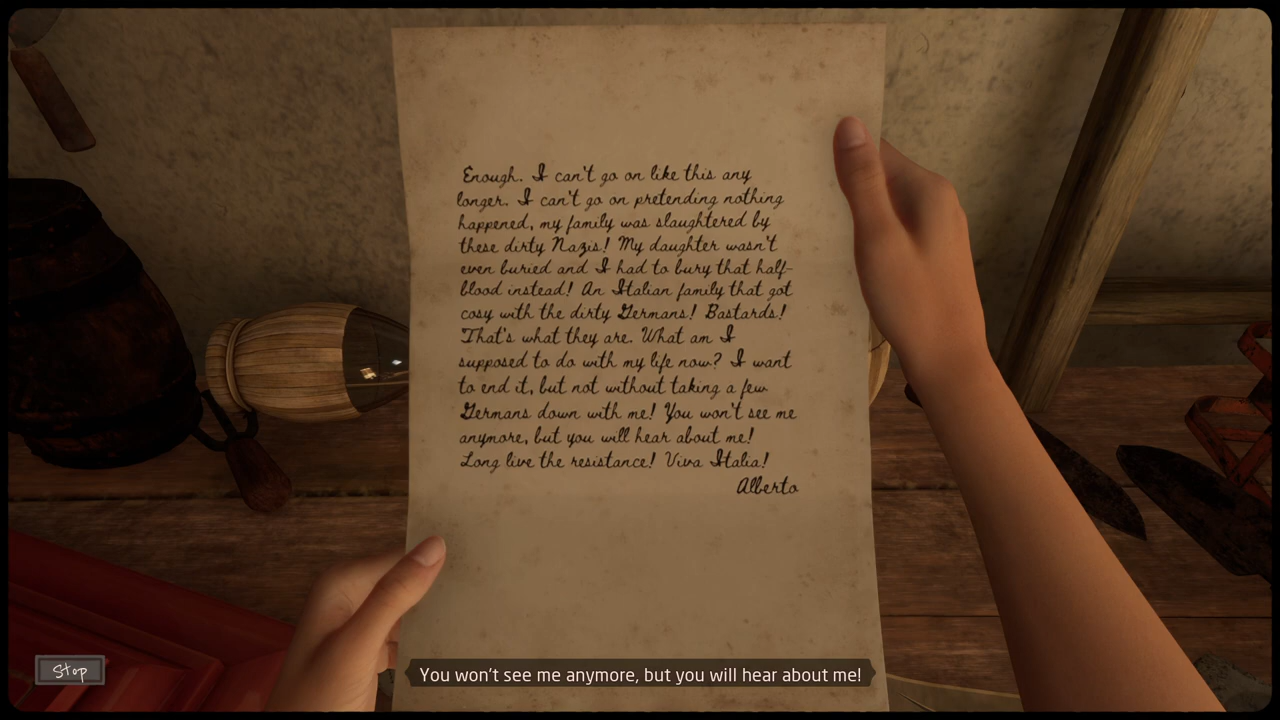 Enough. I can't go on like this any
longer. I can't go on pretending nothing
happened, my family was slaughtered by
these dirty Nazis! My daughter wasn't
even buried and I had to bury that half-
blood instead! An Italian family that got
cosy with the dirty Germans! Bastards!
That's what they are. What am I
supposed to do with my life now? I want
to end it, but not without taking a few
Germans down with me! You won't see me
anymore, but you will hear about me!
Long live the resistance! Viva Italia!
Alberto
Stop
You won't see me anymore, but you will hear about me!